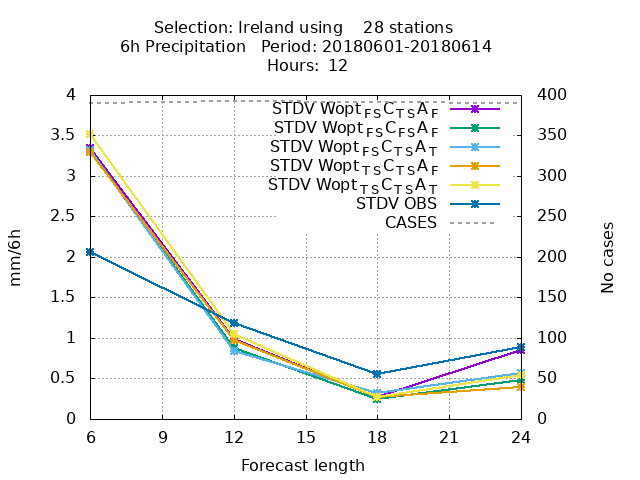 Selection: Ireland using    28 stations
6h Precipitation   Period: 20180601-20180614
Hours:  12
4
3.5
3
2.5
2
1.5
1
0.5
0
mm/6h
400
350
300
250
200
150
100
50
0
No cases
STDV Wopt_FS C_TS A_F
STDV Wopt_FS C_FS A_F
STDV Wopt_FS C_TS A_T
STDV Wopt_TS C_TS A_F
STDV Wopt_TS C_TS A_T
STDV OBS
CASES
6 9 12 15 18 21 24
Forecast length